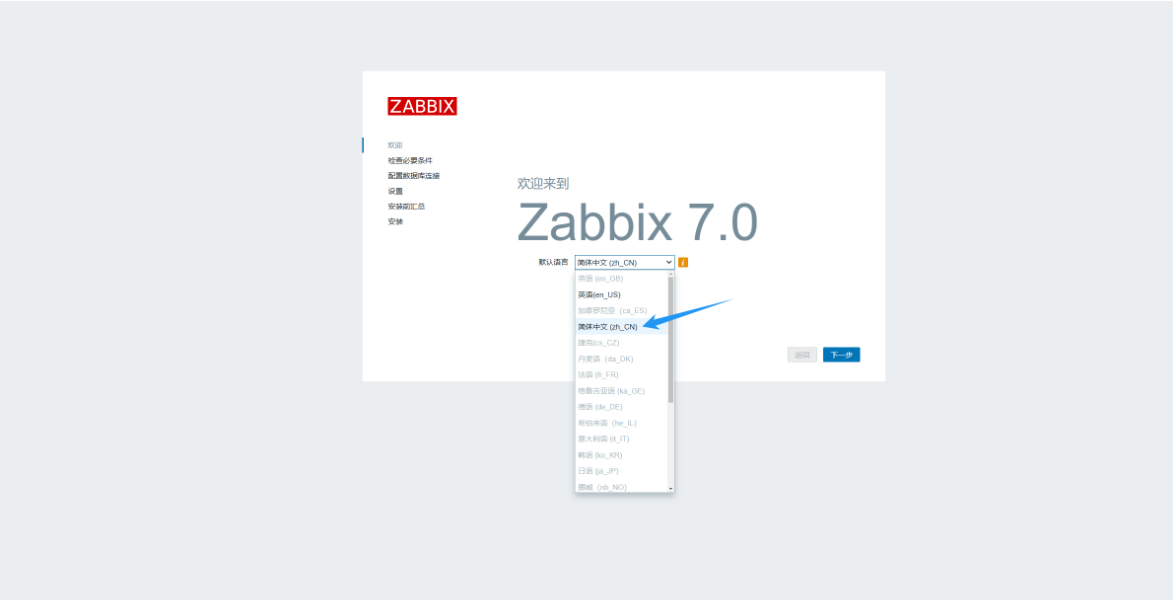 ZABBIX
欢迎
检查必要条件
配置数据库连接
设置
安装前汇总
安装
欢迎来到
Zabbix 7.0
默认语言 简体中文 (zh_CN) i
英语 (en_GB)
英语(en_US)
加泰罗尼亚 (ca_ES)
简体中文 (zh_CN)
捷克(cs_CZ)
丹麦语 (da_DK)
法语 (fr_FR)
格鲁吉亚语 (ka_GE)
德语 (de_DE)
希伯来语 (he_IL)
意大利语 (it_IT)
韩语 (ko_KR)
日语 (ja_JP)
挪威 (nb_NO)
返回 下一步